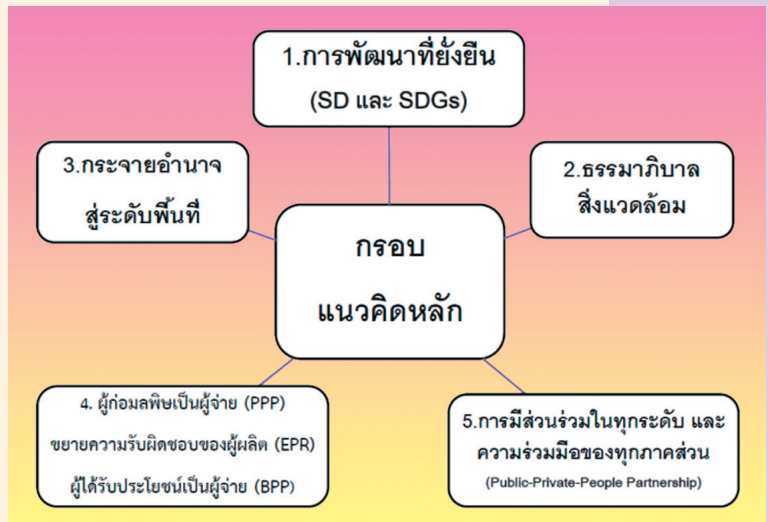 1.การพัฒนาที่ยั่งยืน
(SD และ SDGs)
3.กระจายอำนาจ
สู่ระดับพื้นที่
2.ธรรมาภิบาล
สิ่งแวดล้อม
กรอบ
แนวคิดหลัก
4. ผู้ก่อมลพิษเป็นผู้จ่าย (PPP)
ขยายความรับผิดชอบของผู้ผลิต (EPR)
ผู้ได้รับประโยชน์เป็นผู้จ่าย (BPP)
5.การมีส่วนร่วมในทุกระดับ และ
ความร่วมมือของทุกภาคส่วน
(Public-Private-People Partnership)